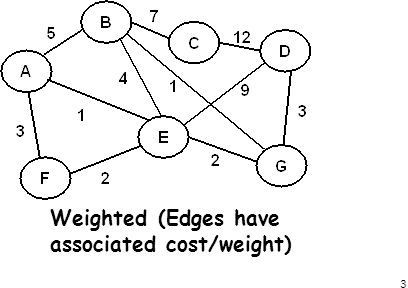 B
7
C
12
D
5
A
4
1
9
1
3
3
E
2
G
F
2
Weighted (Edges have
associated cost/weight)
3